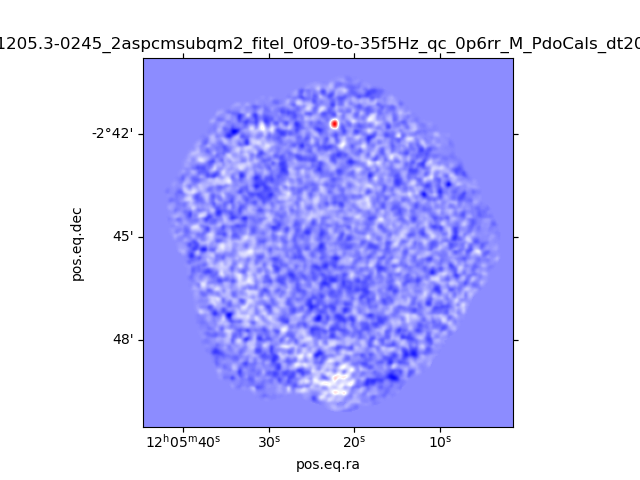 1205.3-0245_2aspcmsubqm2_fitel_0f09-to-35f5Hz_qc_0p6rr_M_PdoCals_dt20
-2°42'
45'
48'
pos.eq.dec
12ʰ05ᵐ40ˢ 30ˢ 20ˢ 10ˢ
pos.eq.ra